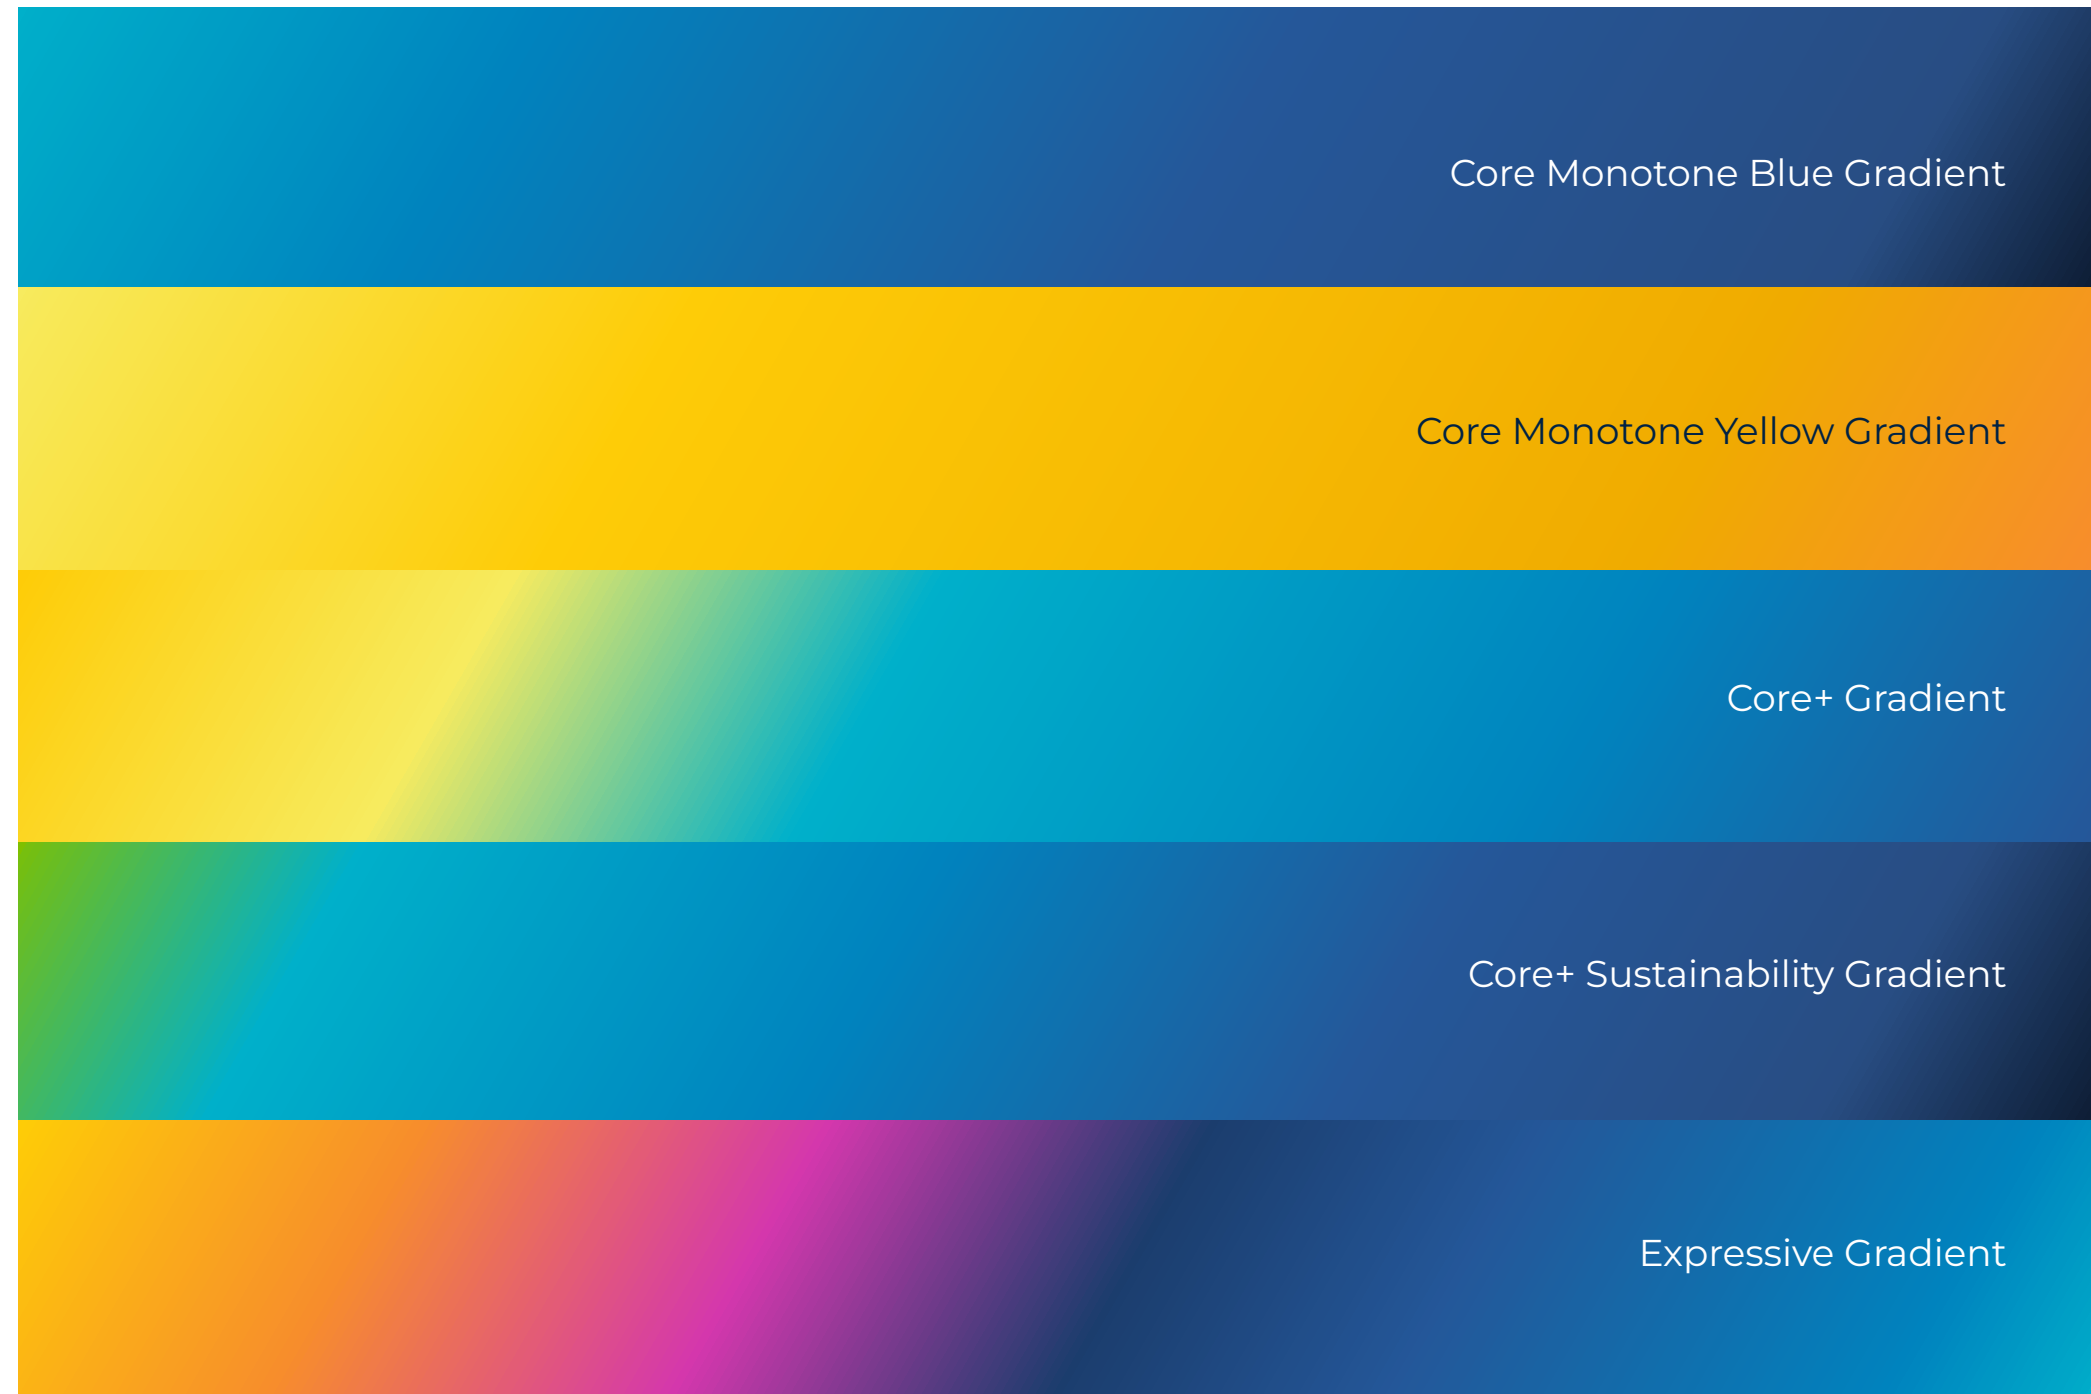 Core Monotone Blue Gradient
Core Monotone Yellow Gradient
Core+ Gradient
Core+ Sustainability Gradient
Expressive Gradient